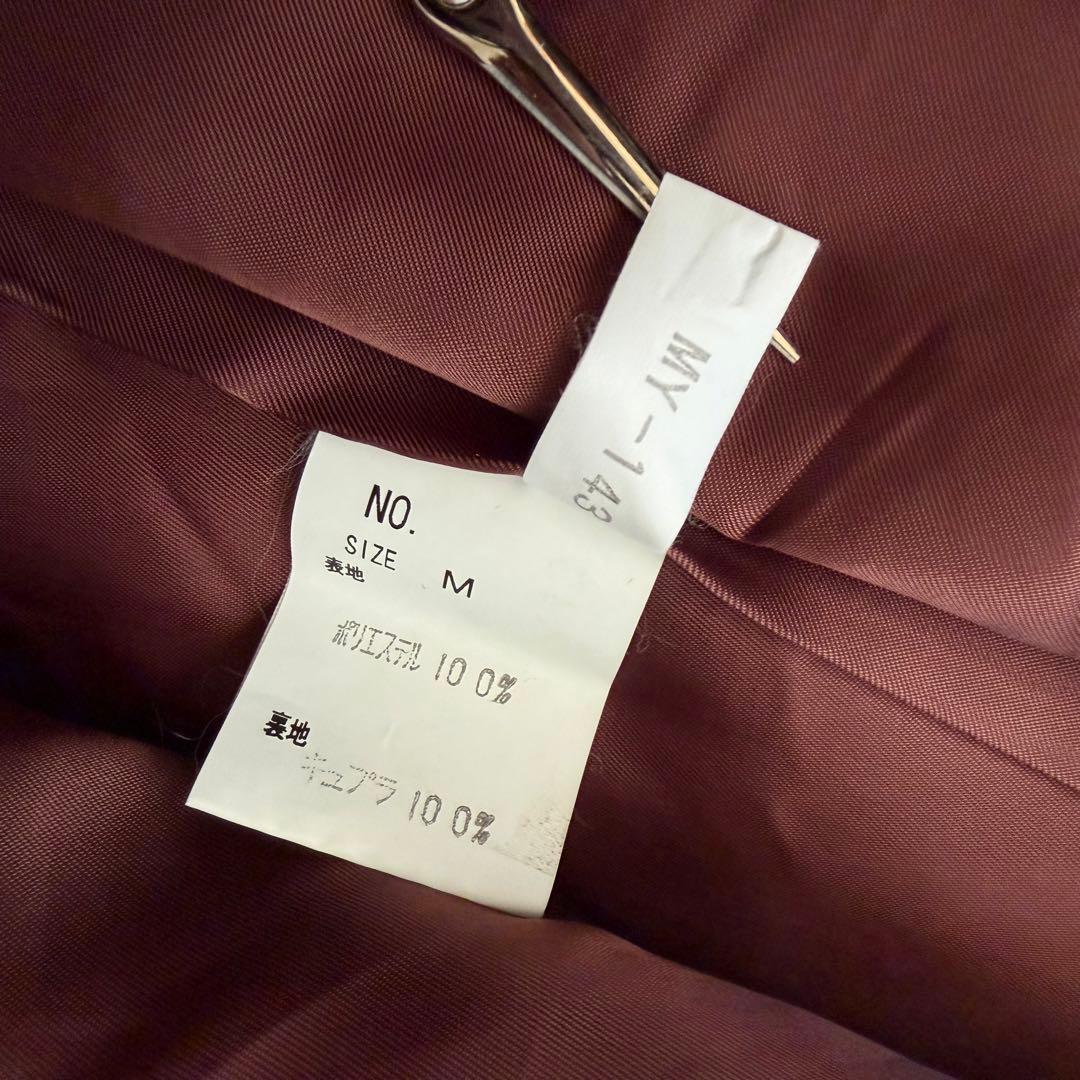 MY-143
NO.
SIZE M
表地
ポリエステル 100%
裏地
キュプラ 100%